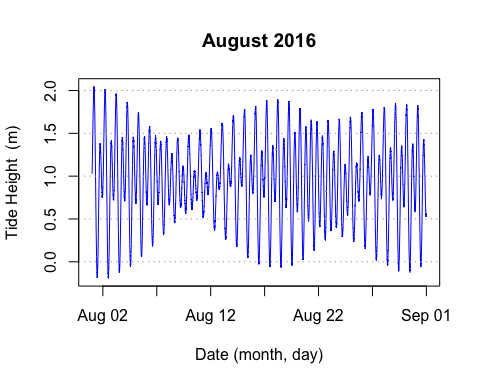 August 2016
Tide Height (m)
2.0
1.5
1.0
0.5
0.0
Aug 02 Aug 12 Aug 22 Sep 01
Date (month, day)